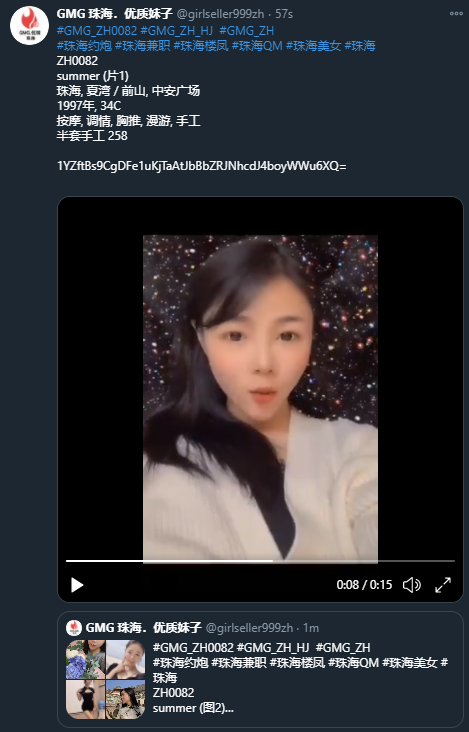 GMG 珠海．优质妹子 @girlseller999zh · 57s
#GMG_ZH0082 #GMG_ZH_HJ #GMG_ZH
#珠海约炮 #珠海兼职 #珠海楼凤 #珠海QM #珠海美女 #珠海
ZH0082
summer (片1)
珠海, 夏湾 / 前山, 中安广场
1997年, 34C
按摩, 调情, 胸推, 漫游, 手工
半套手工 258
1YZftBs9CgDFe1uKjTaAtJbBbZRJNhcdJ4boyWWu6XQ=
0:08 / 0:15
GMG 珠海．优质妹子 @girlseller999zh · 1m
#GMG_ZH0082 #GMG_ZH_HJ #GMG_ZH
#珠海约炮 #珠海兼职 #珠海楼凤 #珠海QM #珠海美女 #
珠海
ZH0082
summer (图2)...